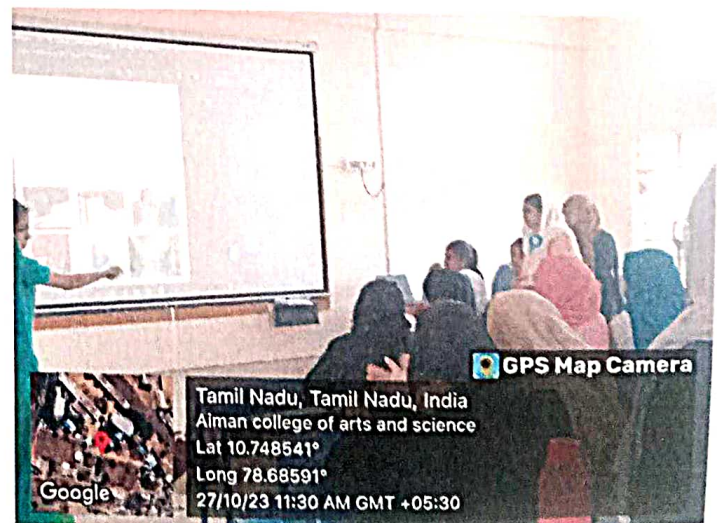 GPS Map Camera
Tamil Nadu, Tamil Nadu, India
Aiman college of arts and science
Lat 10.748541°
Long 78.68591°
27/10/23 11:30 AM GMT +05:30
Google